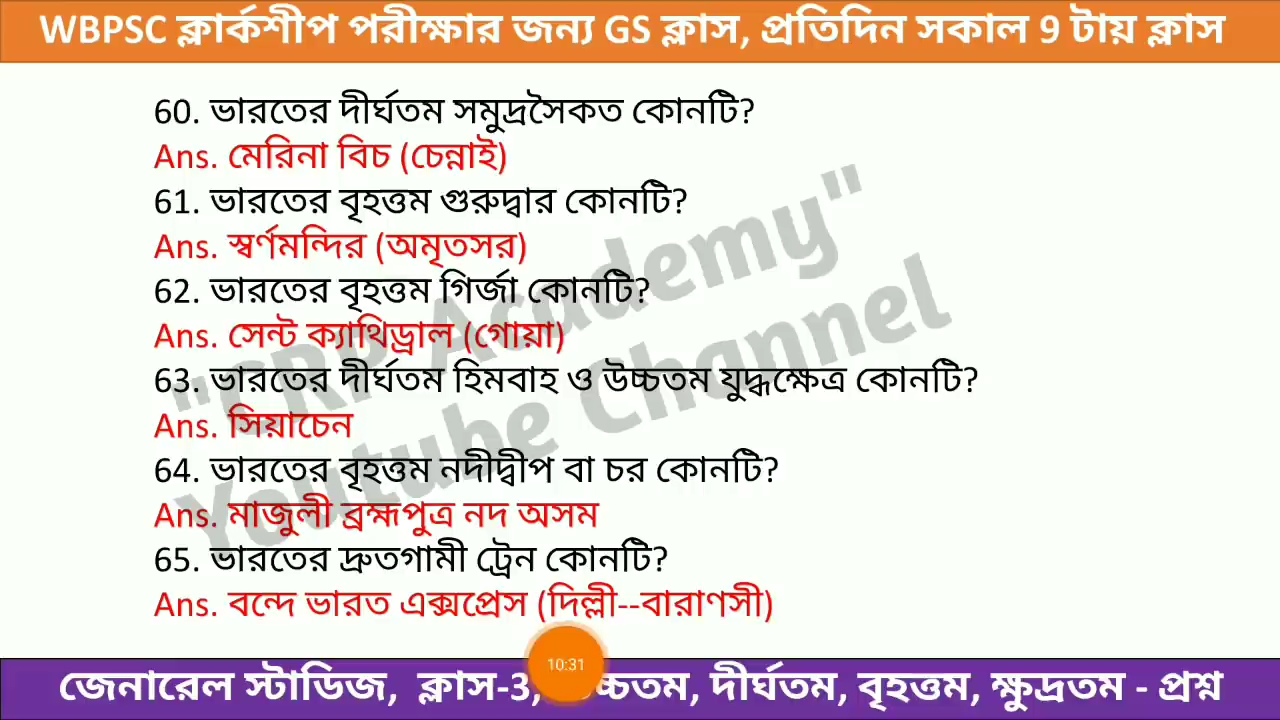 WBPSC ক্লার্কশীপ পরীক্ষার জন্য GS ক্লাস, প্রতিদিন সকাল 9 টায় ক্লাস
60. ভারতের দীর্ঘতম সমুদ্রসৈকত কোনটি?
Ans. মেরিনা বিচ (চেন্নাই)
61. ভারতের বৃহত্তম গুরুদ্বার কোনটি?
Ans. স্বর্ণমন্দির (অমৃতসর)
62. ভারতের বৃহত্তম গির্জা কোনটি?
Ans. সেন্ট ক্যাথিড্রাল (গোয়া)
63. ভারতের দীর্ঘতম হিমবাহ ও উচ্চতম যুদ্ধক্ষেত্র কোনটি?
Ans. সিয়াচেন
64. ভারতের বৃহত্তম নদীদ্বীপ বা চর কোনটি?
Ans. মাজুলী ব্রহ্মপুত্র নদ অসম
65. ভারতের দ্রুতগামী ট্রেন কোনটি?
Ans. বন্দে ভারত এক্সপ্রেস (দিল্লী--বারাণসী)
"CRP Academy"
Youtube Channel
10:31
জেনারেল স্টাডিজ, ক্লাস-3, দীর্ঘতম, বৃহত্তম, ক্ষুদ্রতম - প্রশ্ন